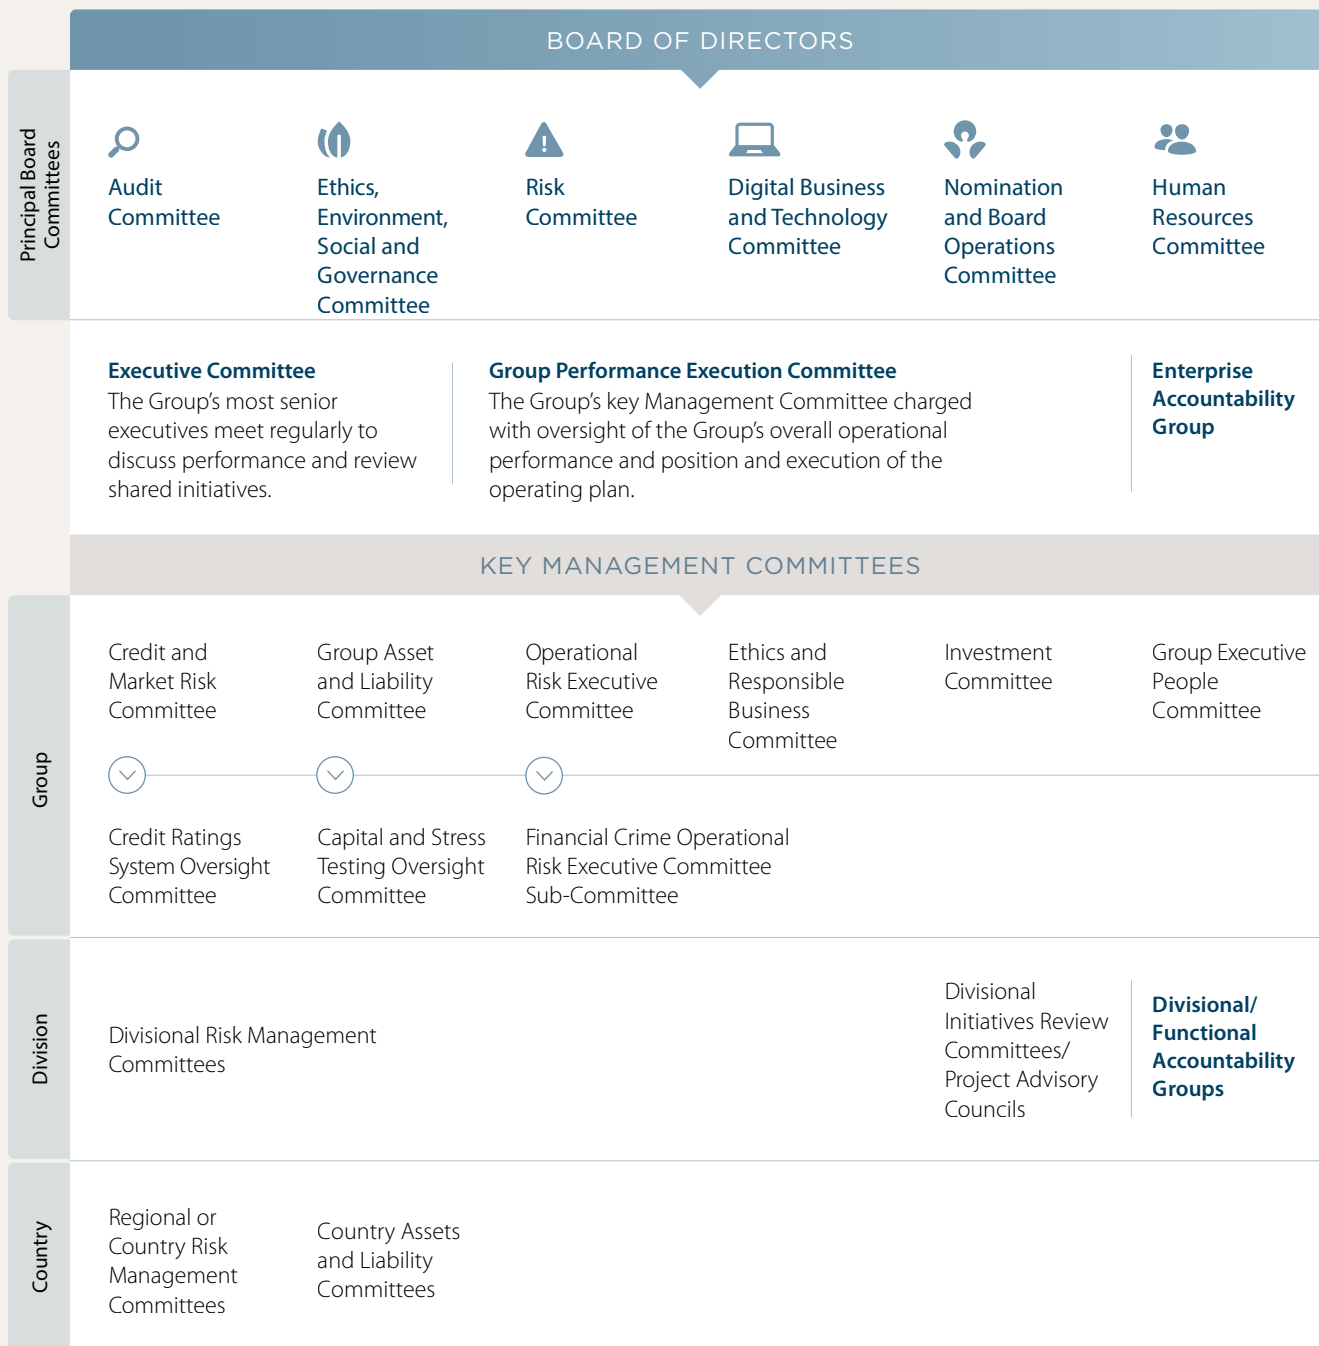 BOARD OF DIRECTORS
Principal Board
Committees
Audit
Committee
Ethics,
Environment,
Social and
Governance
Committee
Risk
Committee
Digital Business
and Technology
Committee
Nomination
and Board
Operations
Committee
Human
Resources
Committee
Executive Committee
The Group’s most senior
executives meet regularly to
discuss performance and review
shared initiatives.
Group Performance Execution Committee
The Group’s key Management Committee charged
with oversight of the Group’s overall operational
performance and position and execution of the
operating plan.
Enterprise
Accountability
Group
KEY MANAGEMENT COMMITTEES
Group
Credit and
Market Risk
Committee
Group Asset
and Liability
Committee
Operational
Risk Executive
Committee
Ethics and
Responsible
Business
Committee
Investment
Committee
Group Executive
People
Committee
Credit Ratings
System Oversight
Committee
Capital and Stress
Testing Oversight
Committee
Financial Crime Operational
Risk Executive Committee
Sub-Committee
Division
Divisional Risk Management
Committees
Divisional
Initiatives Review
Committees/
Project Advisory
Councils
Divisional/
Functional
Accountability
Groups
Country
Regional or
Country Risk
Management
Committees
Country Assets
and Liability
Committees